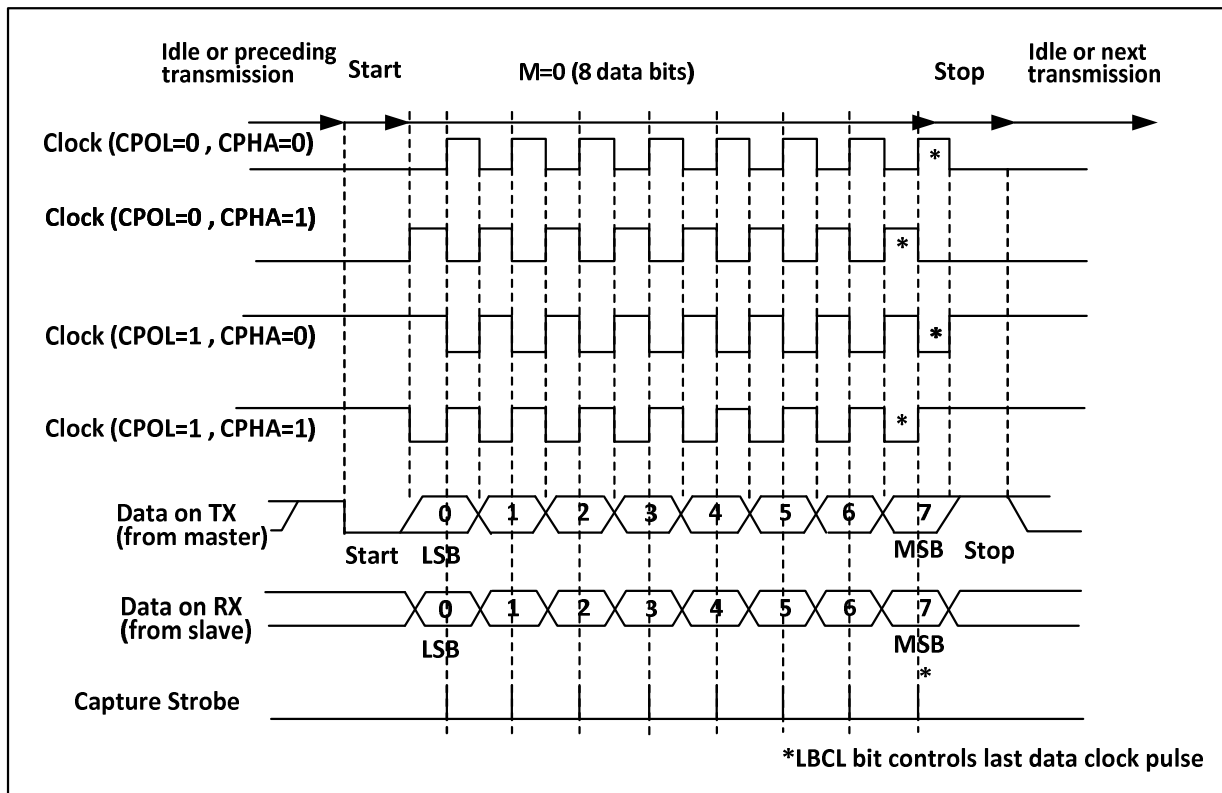 Idle or preceding
transmission
Start
M=0 (8 data bits)
Stop
Idle or next
transmission
Clock (CPOL=0 , CPHA=0)
*
Clock (CPOL=0 , CPHA=1)
*
Clock (CPOL=1 , CPHA=0)
*
Clock (CPOL=1 , CPHA=1)
*
Data on TX
(from master)
0 1 2 3 4 5 6 7
Start LSB MSB Stop
Data on RX
(from slave)
0 1 2 3 4 5 6 7
LSB MSB
*
Capture Strobe
*LBCL bit controls last data clock pulse